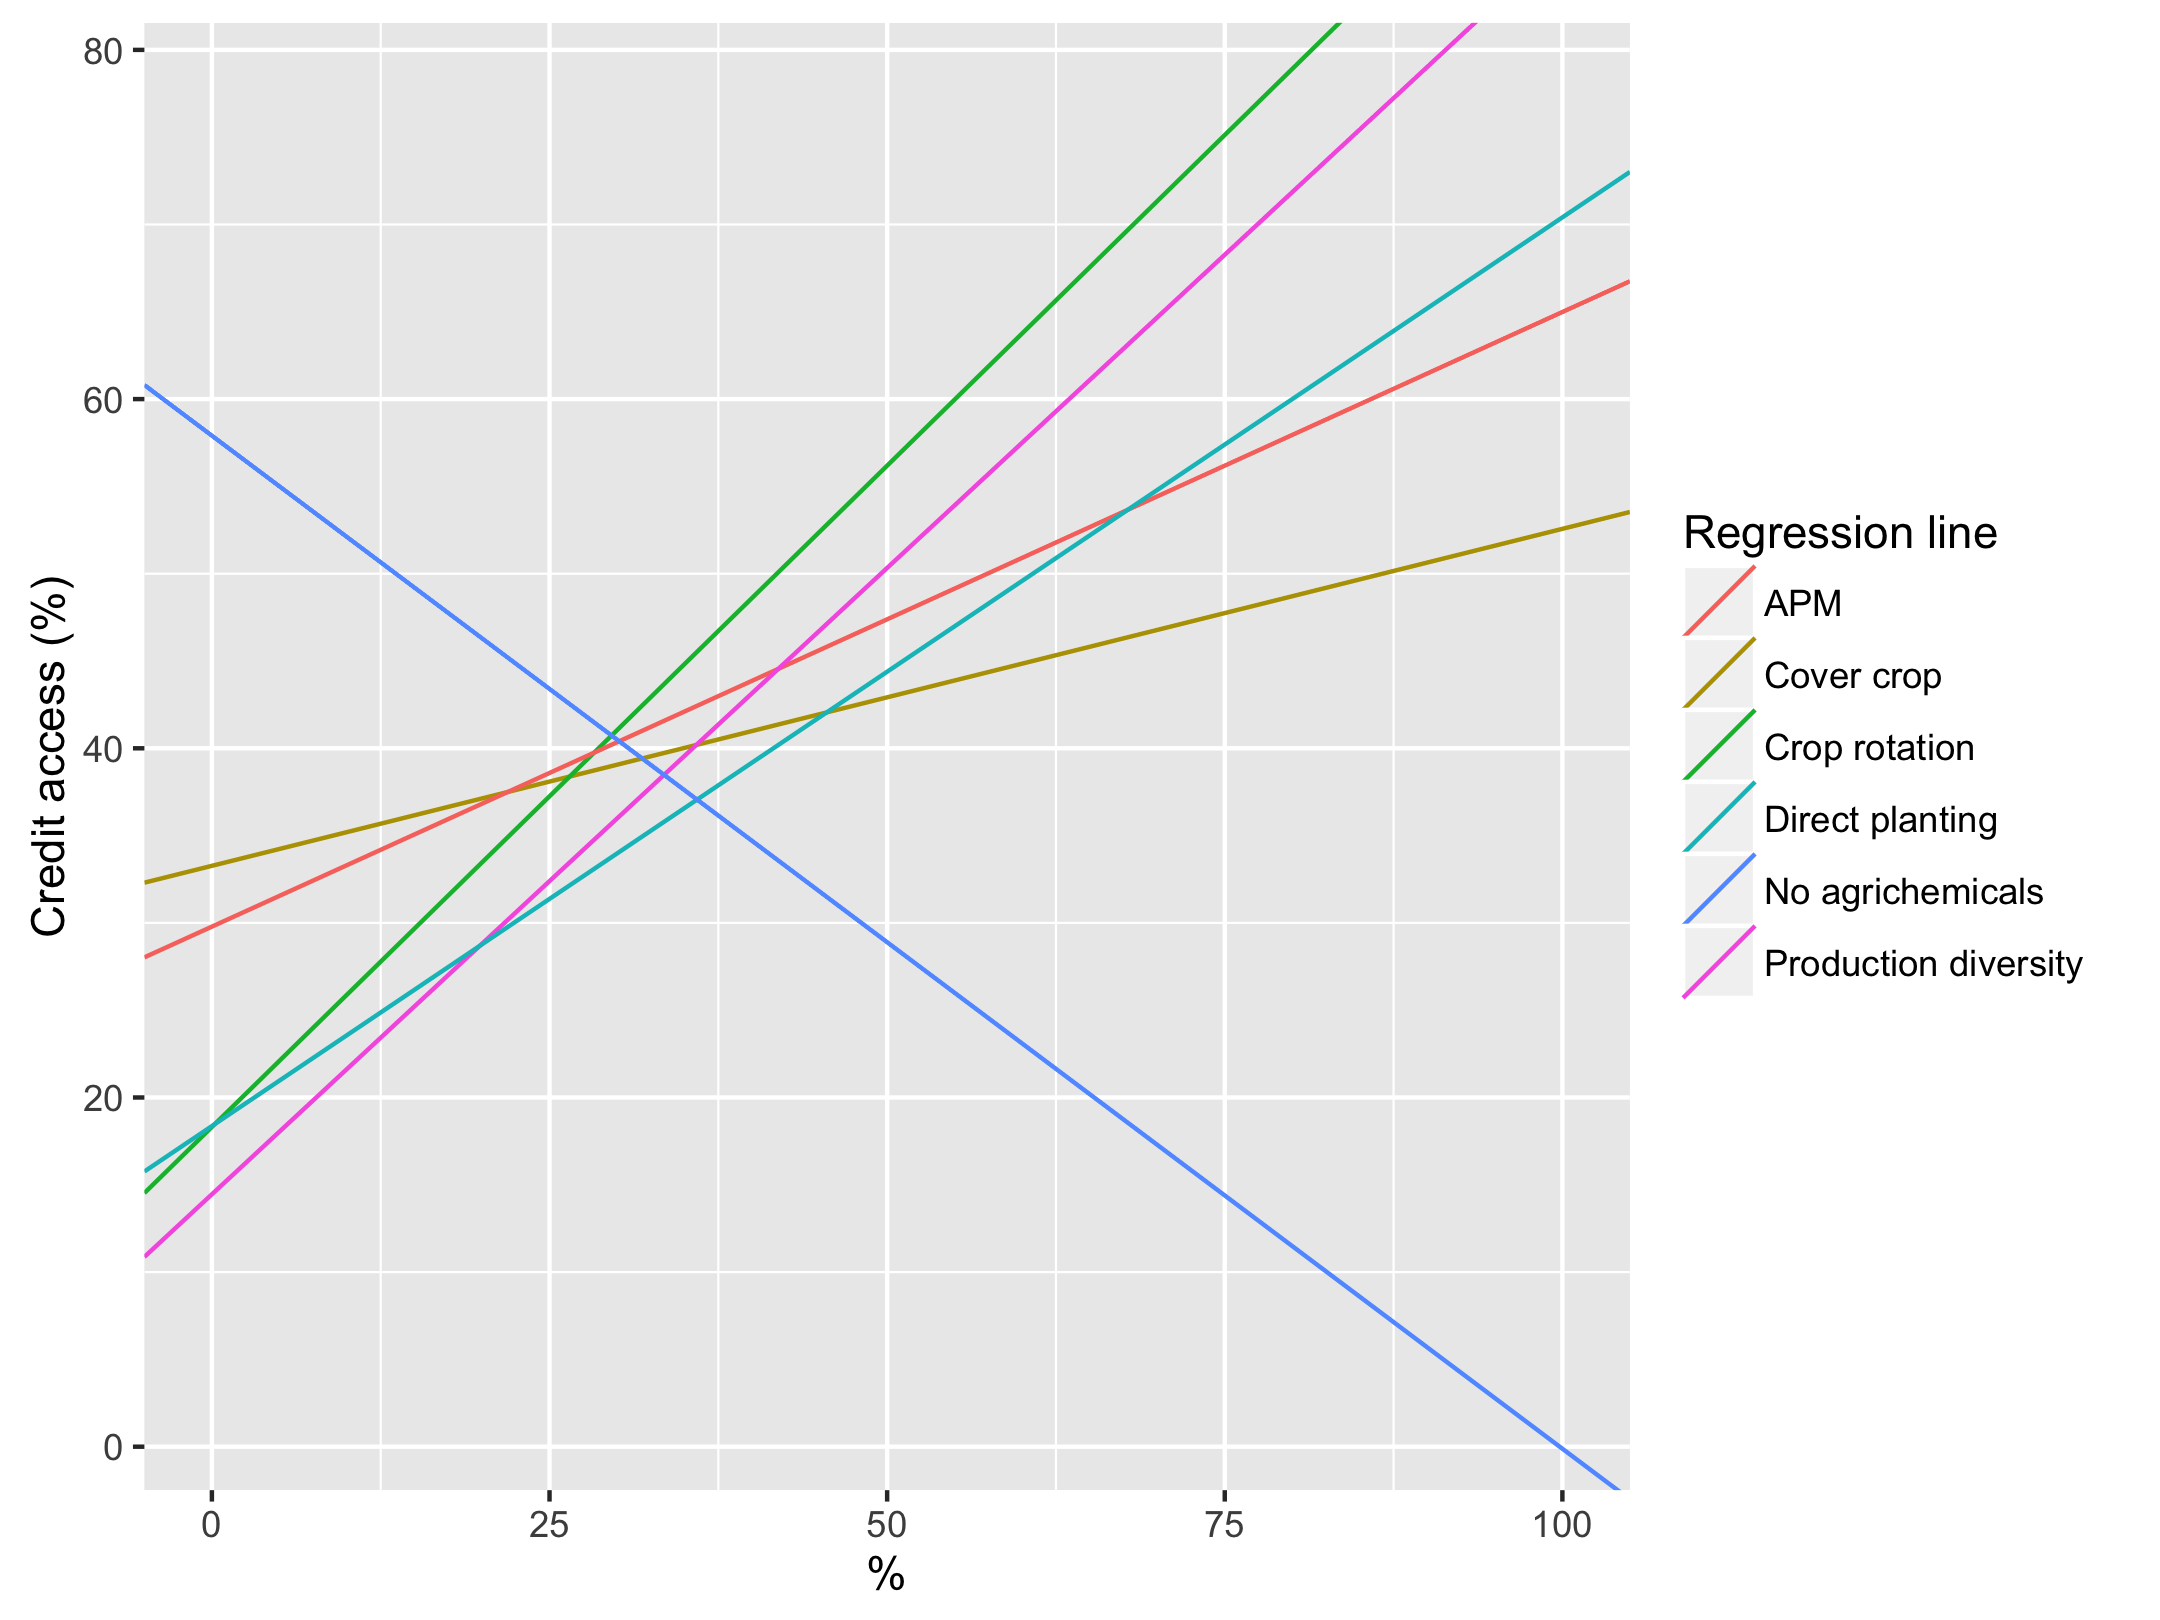 80
60
40
20
0
Credit access (%)
0 25 50 75 100
%
Regression line
APM
Cover crop
Crop rotation
Direct planting
No agrichemicals
Production diversity